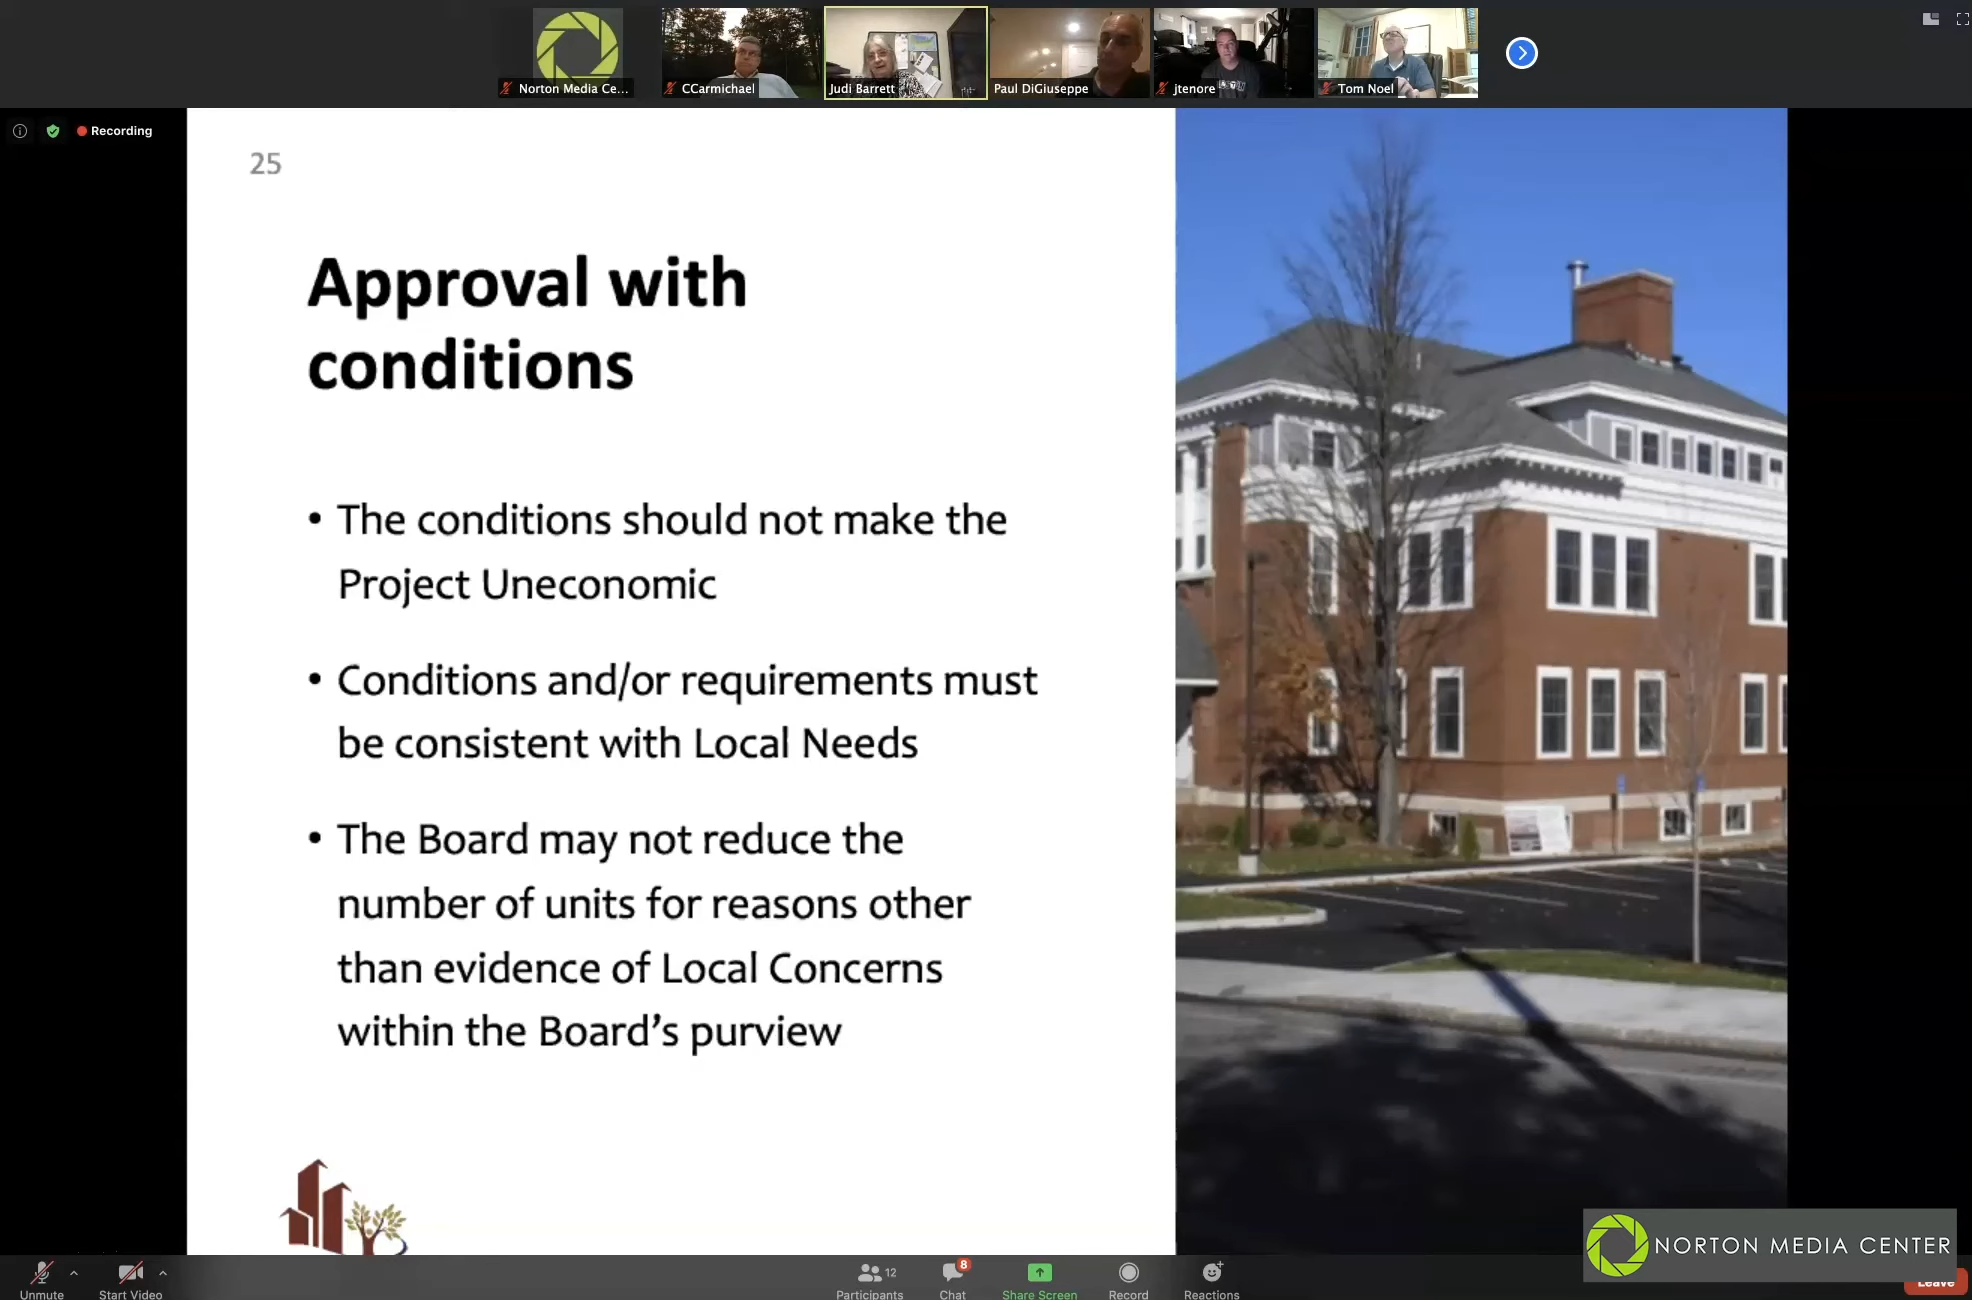 Norton Media Ce...
CCarmichael
Judi Barrett
Paul DiGiuseppe
jtenore
Tom Noel
Recording
25
Approval with
conditions
• The conditions should not make the
Project Uneconomic
• Conditions and/or requirements must
be consistent with Local Needs
• The Board may not reduce the
number of units for reasons other
than evidence of Local Concerns
within the Board’s purview
NORTON MEDIA CENTER
Unmute
Start Video
Participants
12
Chat
8
Share Screen
Record
Reactions
Leave